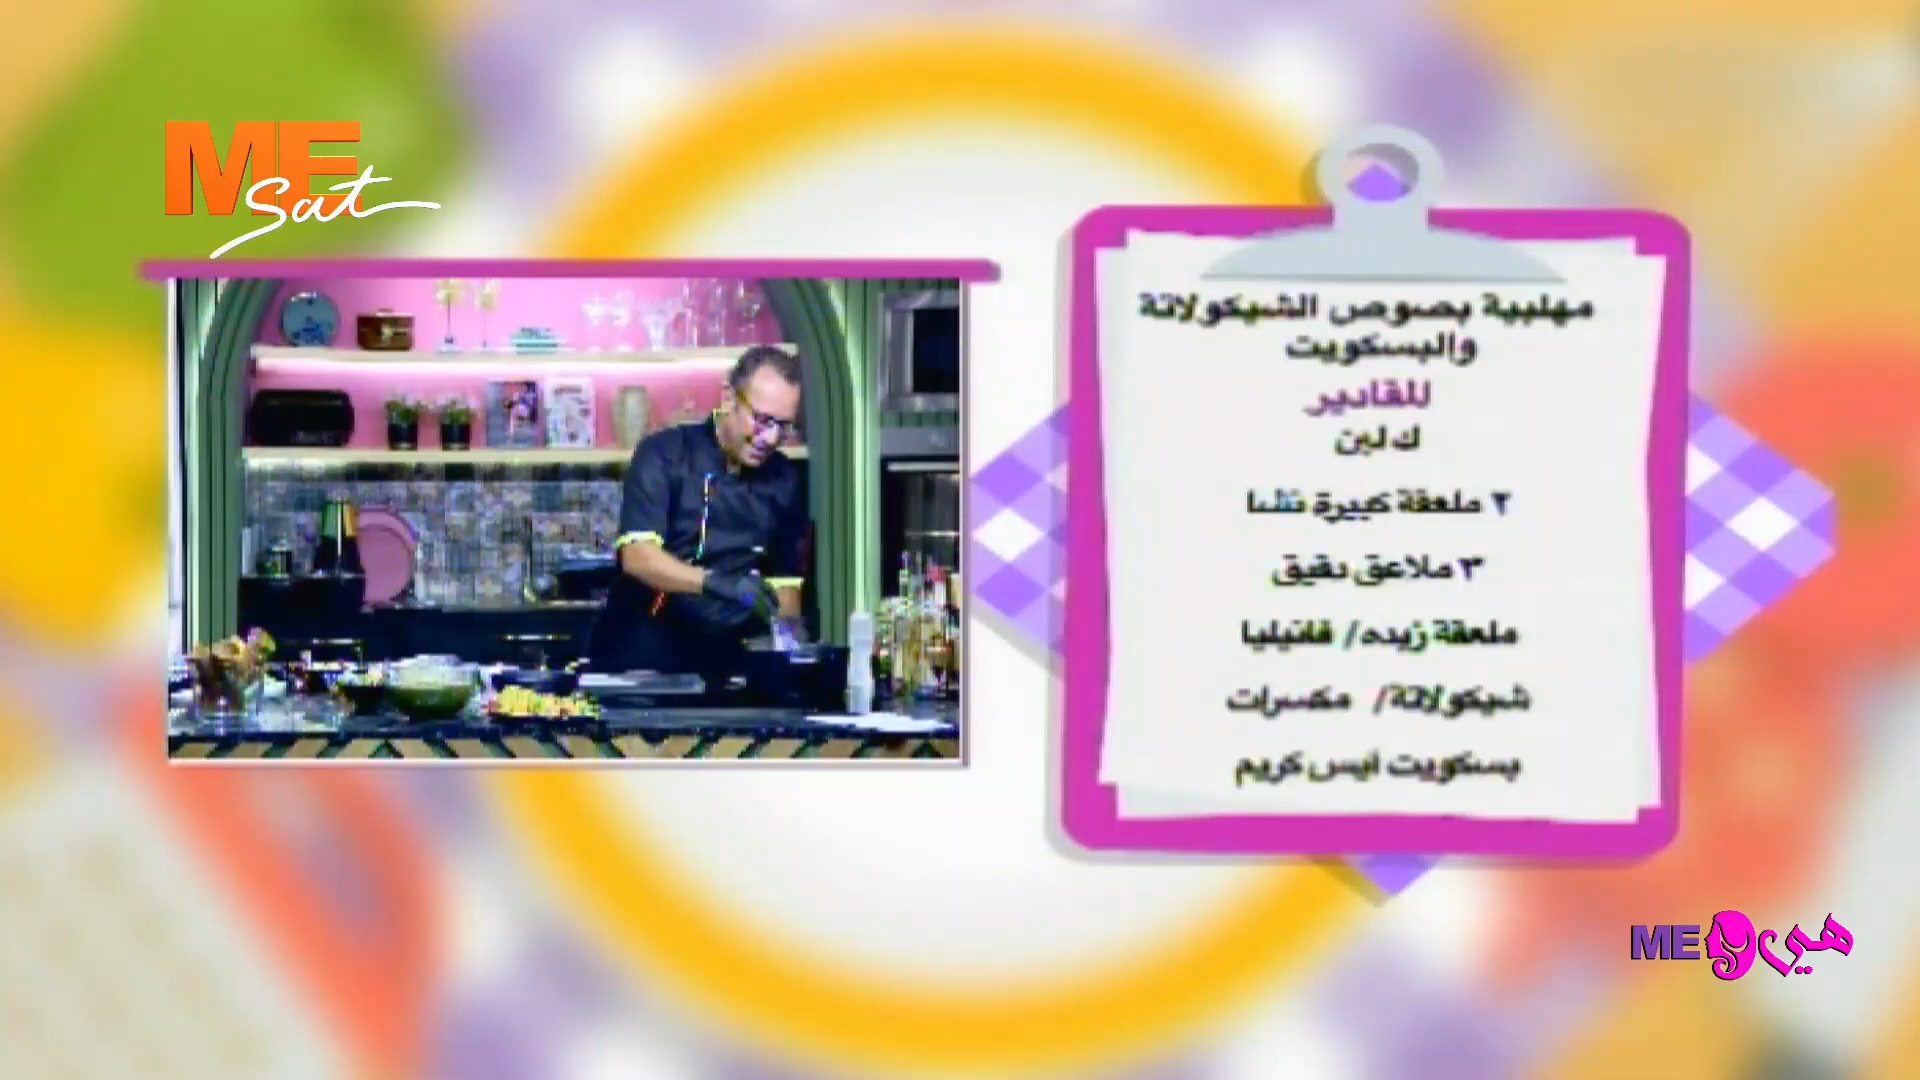 ME Sat
مهلبية بصوص الشيكولاتة
والبسكويت
للقادير
ك لبن
٢ ملعقة كبيرة نشا
٣ ملاعق دقيق
ملعقة زبده/ فانيليا
شيكولاتة/ مكسرات
بسكويت ايس كريم
ME هي